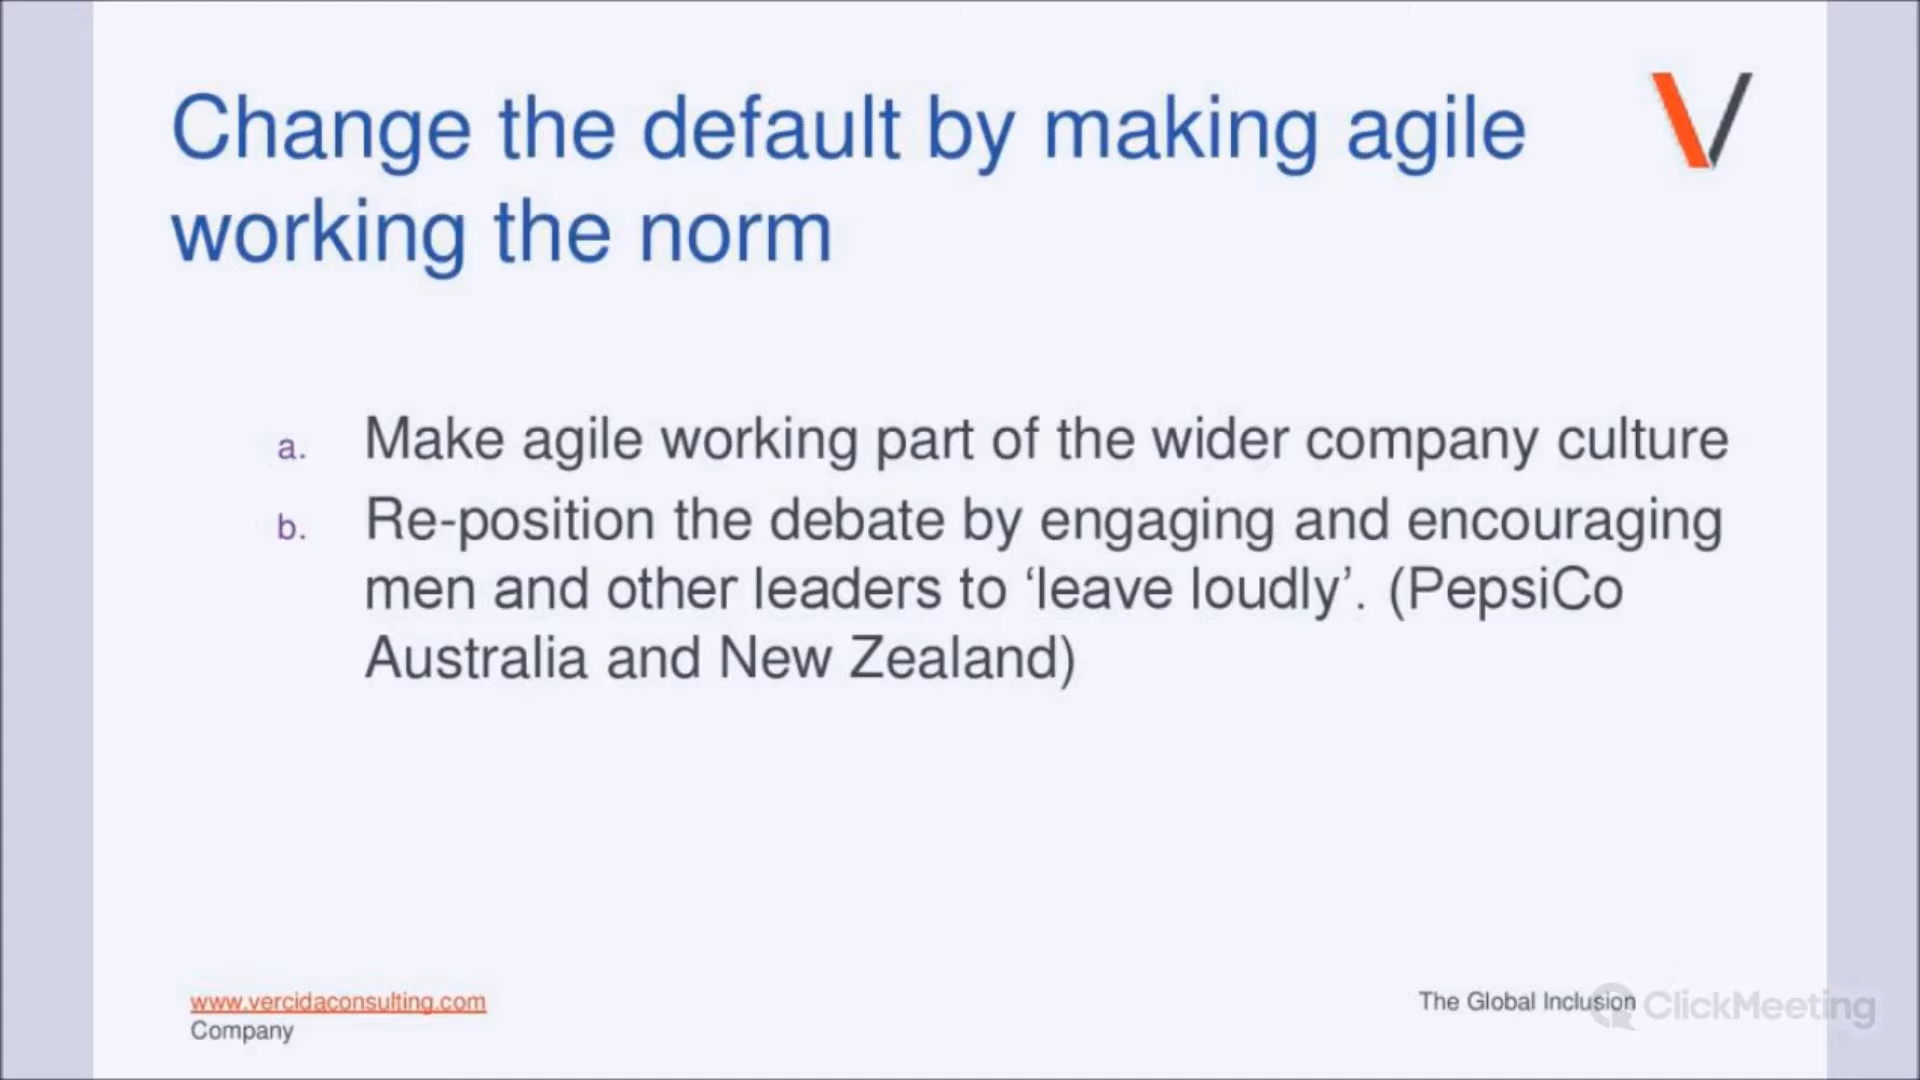 Change the default by making agile
working the norm
a. Make agile working part of the wider company culture
b. Re-position the debate by engaging and encouraging
men and other leaders to ‘leave loudly’. (PepsiCo
Australia and New Zealand)
www.vercidaconsulting.com
The Global Inclusion
Company
ClickMeeting